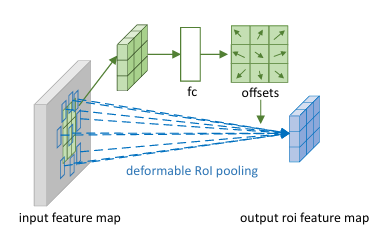 fc
offsets
deformable RoI pooling
input feature map
output roi feature map